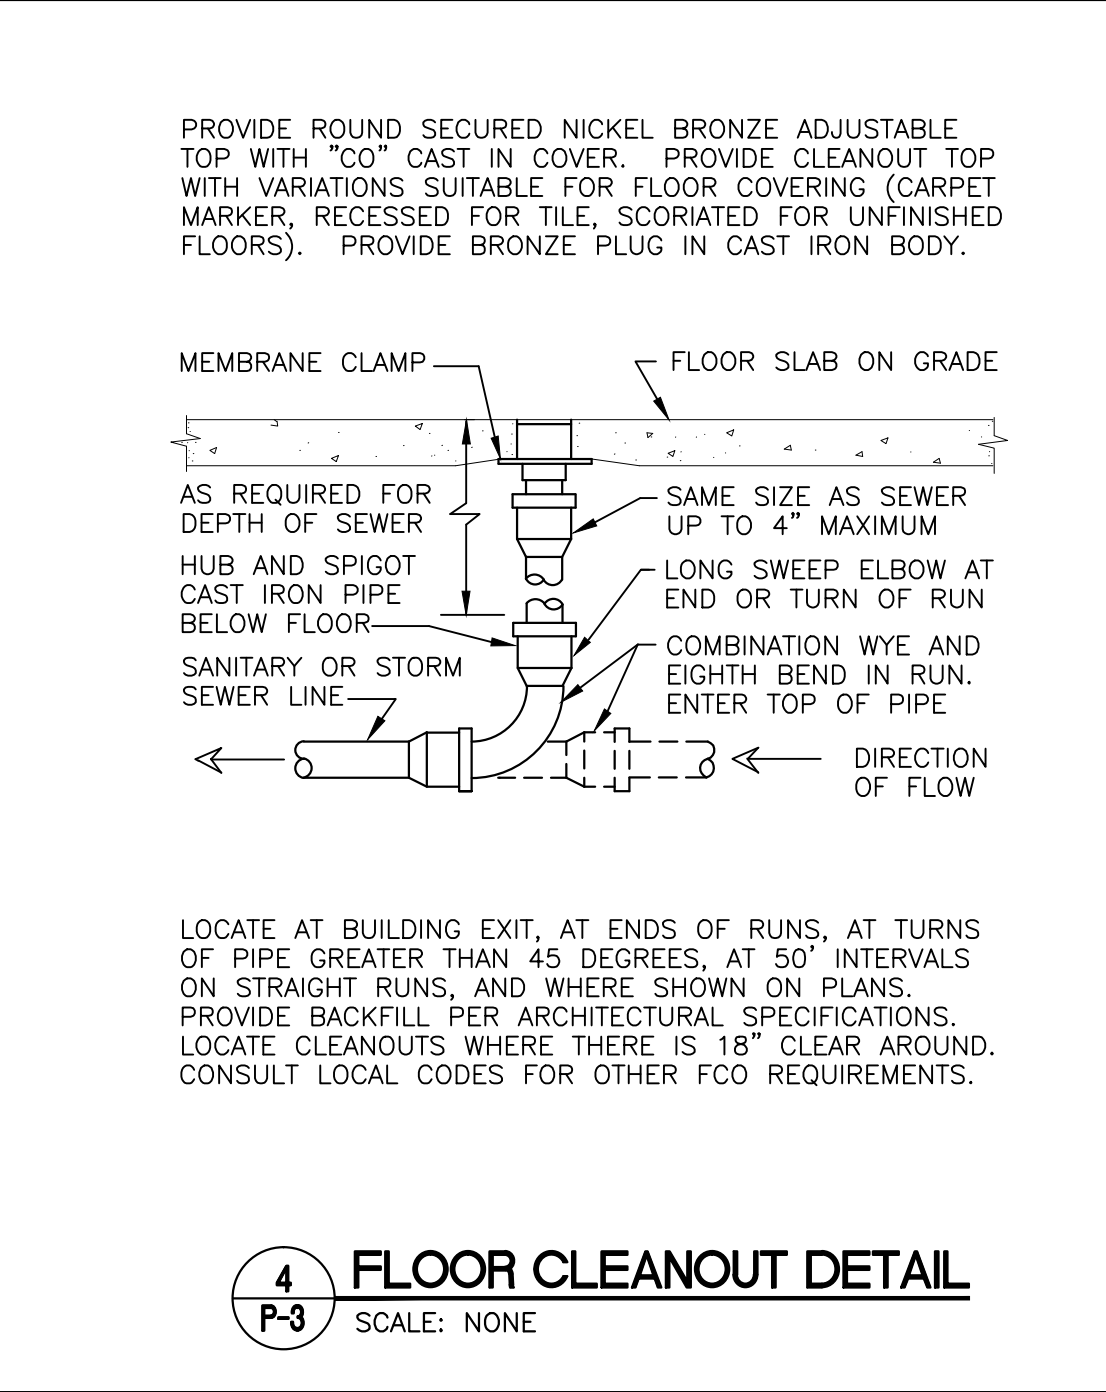 PROVIDE ROUND SECURED NICKEL BRONZE ADJUSTABLE
TOP WITH "CO" CAST IN COVER. PROVIDE CLEANOUT TOP
WITH VARIATIONS SUITABLE FOR FLOOR COVERING (CARPET
MARKER, RECESSED FOR TILE, SCORIATED FOR UNFINISHED
FLOORS). PROVIDE BRONZE PLUG IN CAST IRON BODY.
MEMBRANE CLAMP
FLOOR SLAB ON GRADE
AS REQUIRED FOR
DEPTH OF SEWER
SAME SIZE AS SEWER
UP TO 4" MAXIMUM
HUB AND SPIGOT
CAST IRON PIPE
BELOW FLOOR
LONG SWEEP ELBOW AT
END OR TURN OF RUN
SANITARY OR STORM
SEWER LINE
COMBINATION WYE AND
EIGHTH BEND IN RUN.
ENTER TOP OF PIPE
DIRECTION
OF FLOW
LOCATE AT BUILDING EXIT, AT ENDS OF RUNS, AT TURNS
OF PIPE GREATER THAN 45 DEGREES, AT 50' INTERVALS
ON STRAIGHT RUNS, AND WHERE SHOWN ON PLANS.
PROVIDE BACKFILL PER ARCHITECTURAL SPECIFICATIONS.
LOCATE CLEANOUTS WHERE THERE IS 18" CLEAR AROUND.
CONSULT LOCAL CODES FOR OTHER FCO REQUIREMENTS.
4
P-3
FLOOR CLEANOUT DETAIL
SCALE: NONE